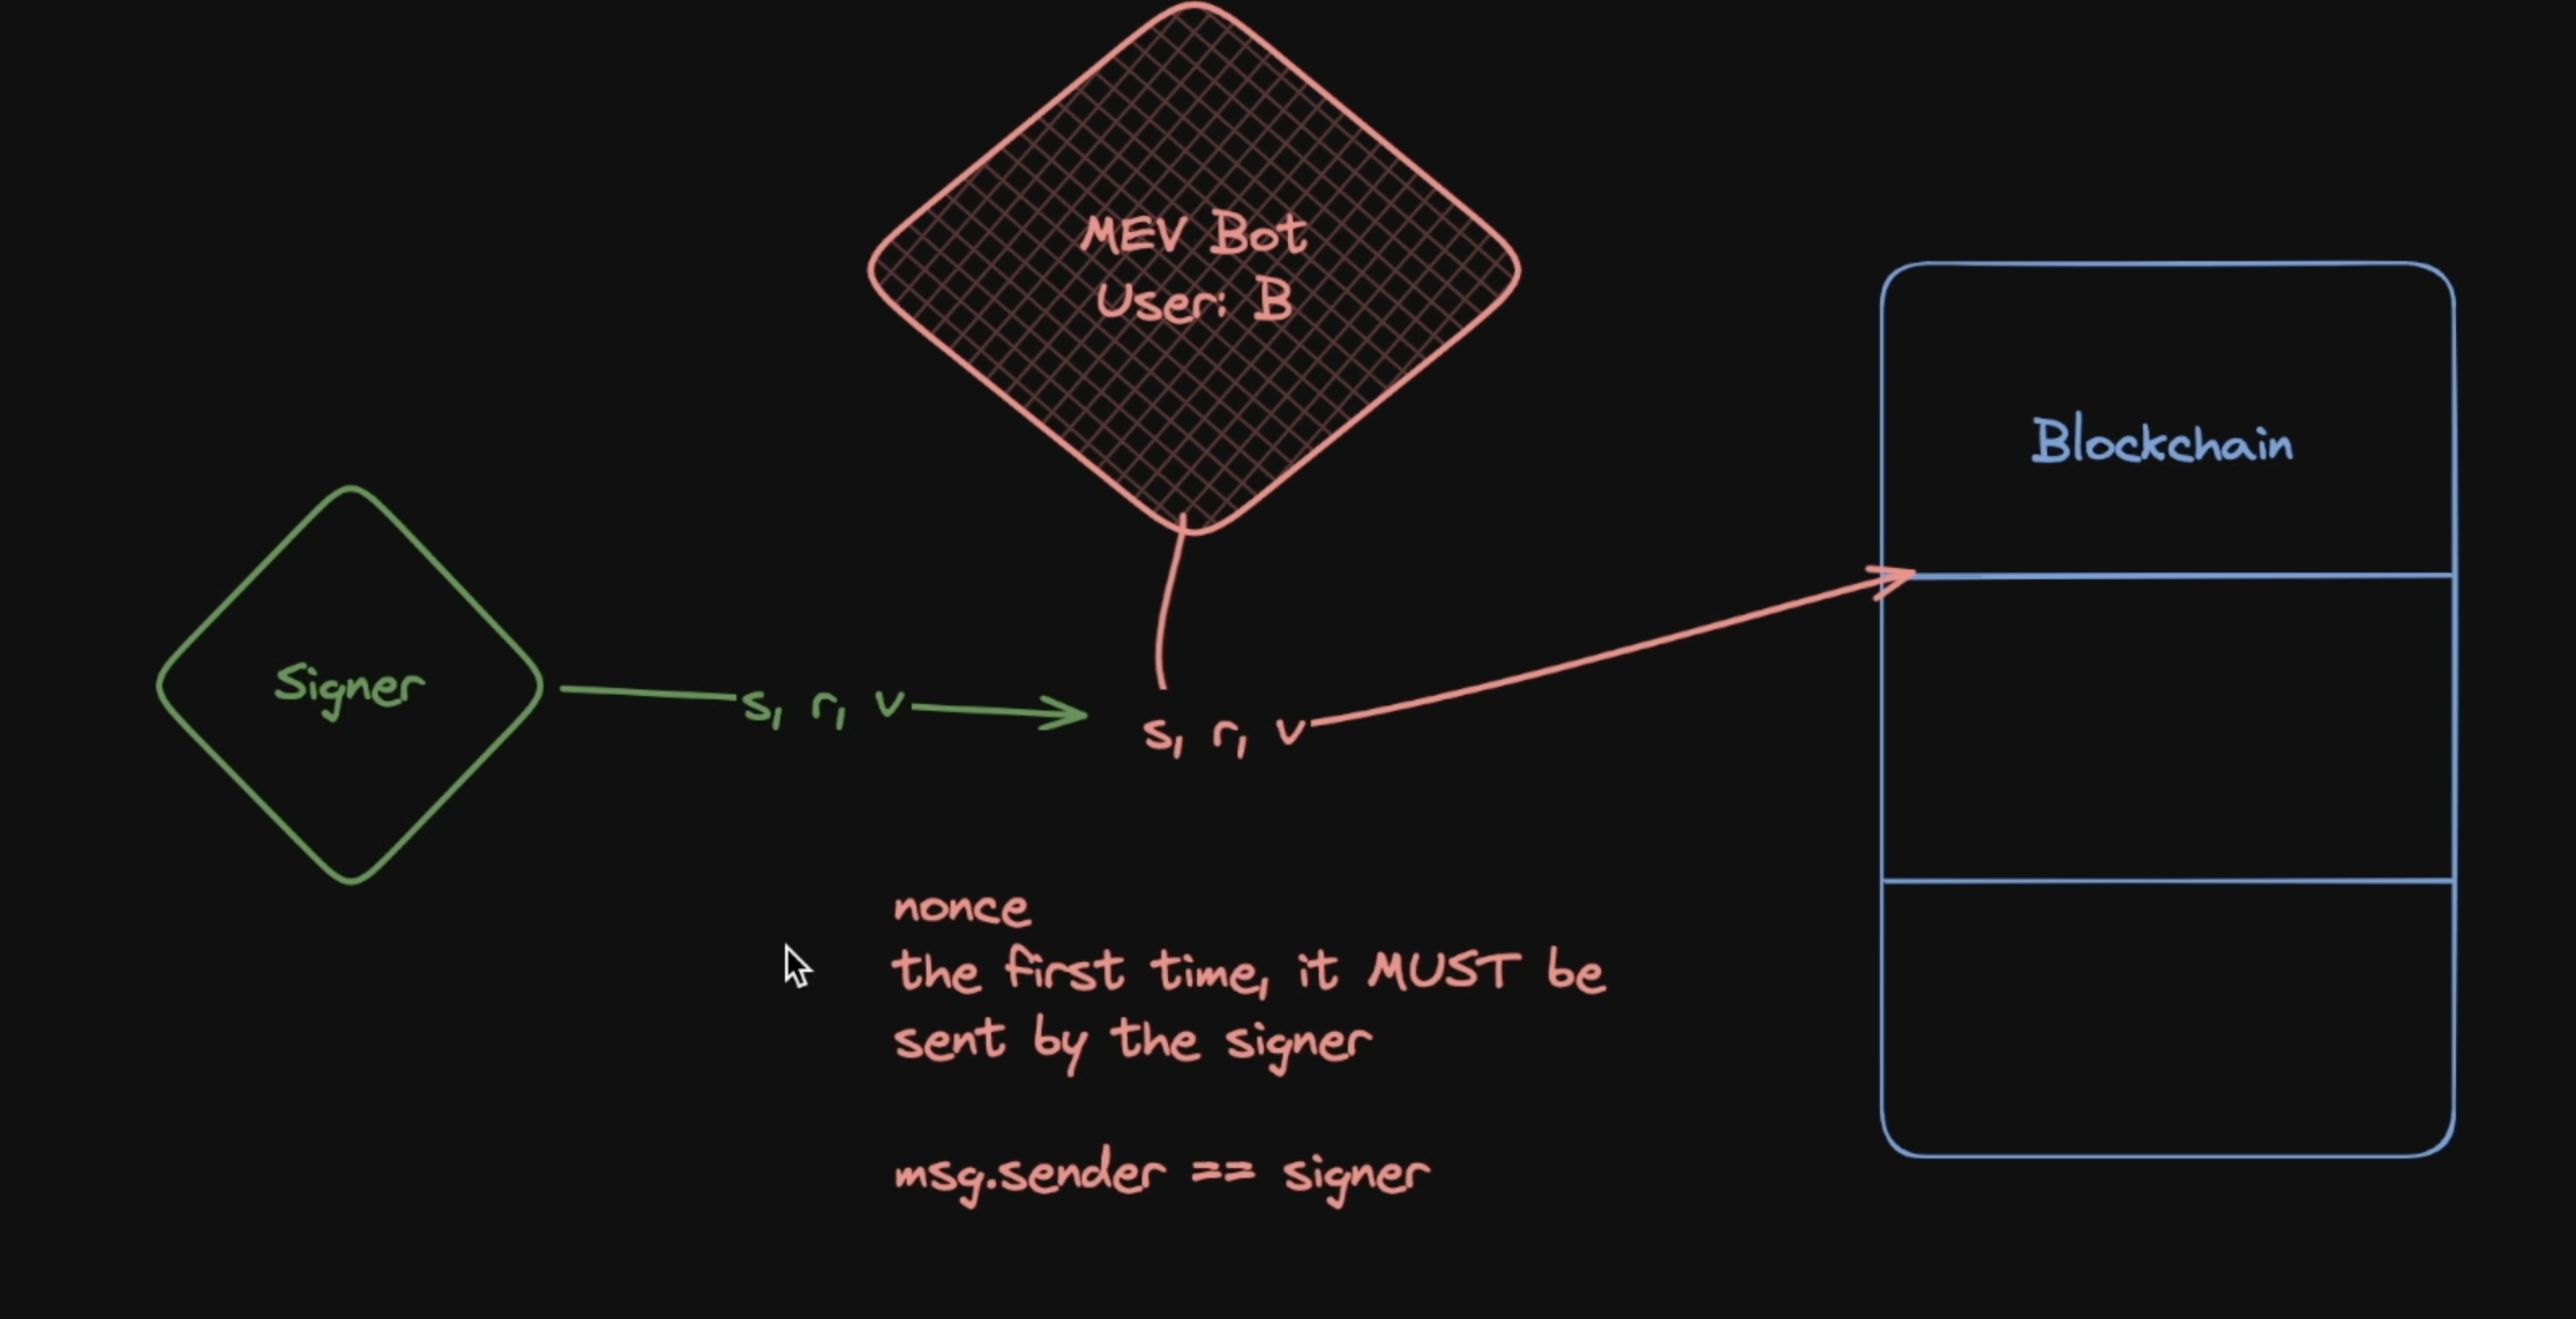 MEV Bot
User: B
Blockchain
Signer
s, r, v
s, r, v
nonce
the first time, it MUST be
sent by the signer
msg.sender == signer